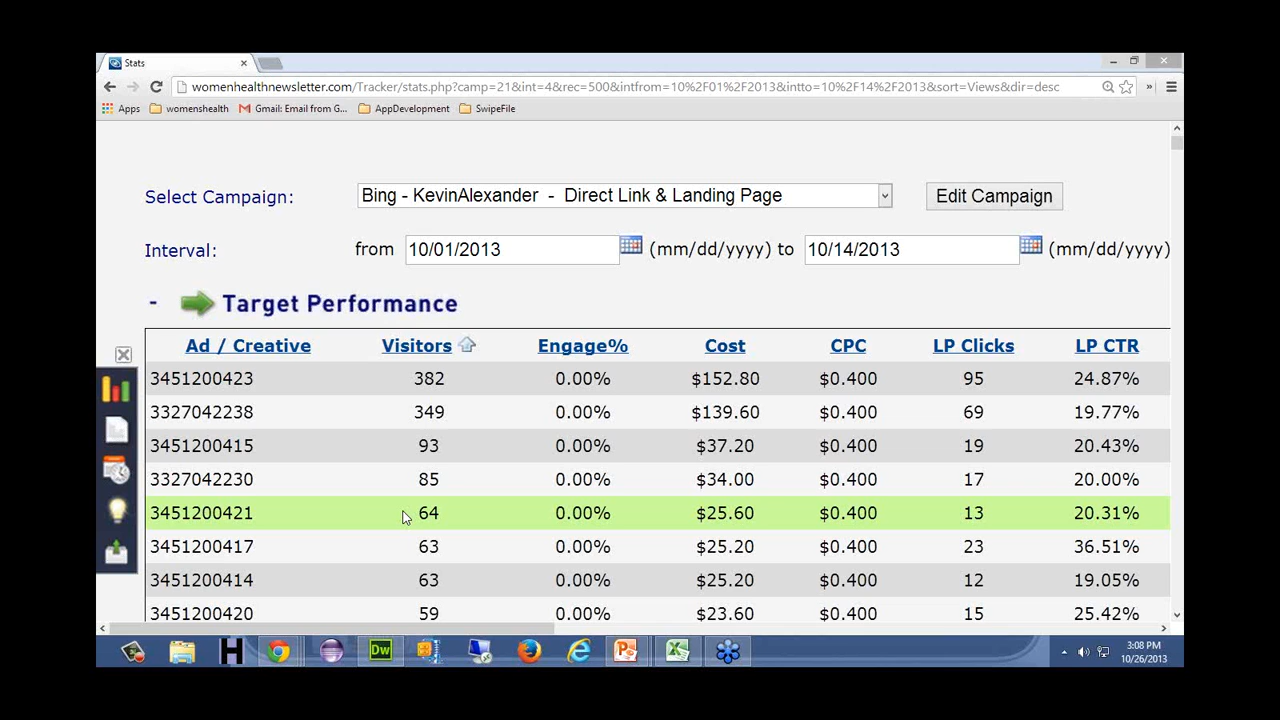 Stats
womenhealthnewsletter.com/Tracker/stats.php?cmp=21&int=4&rec=500&intfrom=10%2F01%2F2013&intto=10%2F14%2F2013&sort=Views&dir=desc
Apps womenshealth Gmail: Email from G... AppDevelopment SwipeFile
Select Campaign: Bing - KevinAlexander - Direct Link & Landing Page Edit Campaign
Interval: from 10/01/2013 (mm/dd/yyyy) to 10/14/2013 (mm/dd/yyyy)
- Target Performance
Ad / Creative Visitors Engage% Cost CPC LP Clicks LP CTR
3451200423 382 0.00% $152.80 $0.400 95 24.87%
3327042238 349 0.00% $139.60 $0.400 69 19.77%
3451200415 93 0.00% $37.20 $0.400 19 20.43%
3327042230 85 0.00% $34.00 $0.400 17 20.00%
3451200421 64 0.00% $25.60 $0.400 13 20.31%
3451200417 63 0.00% $25.20 $0.400 23 36.51%
3451200414 63 0.00% $25.20 $0.400 12 19.05%
3451200420 59 0.00% $23.60 $0.400 15 25.42%
H Dw
3:08 PM
10/26/2013